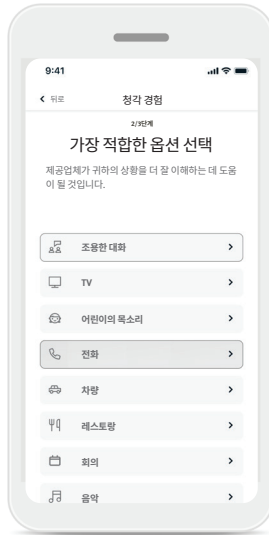 9:41
뒤로
청각 경험
2/3단계
가장 적합한 옵션 선택
제공업체가 귀하의 상황을 더 잘 이해하는 데 도움
이 될 것입니다.
조용한 대화
TV
어린이의 목소리
전화
차량
레스토랑
회의
음악